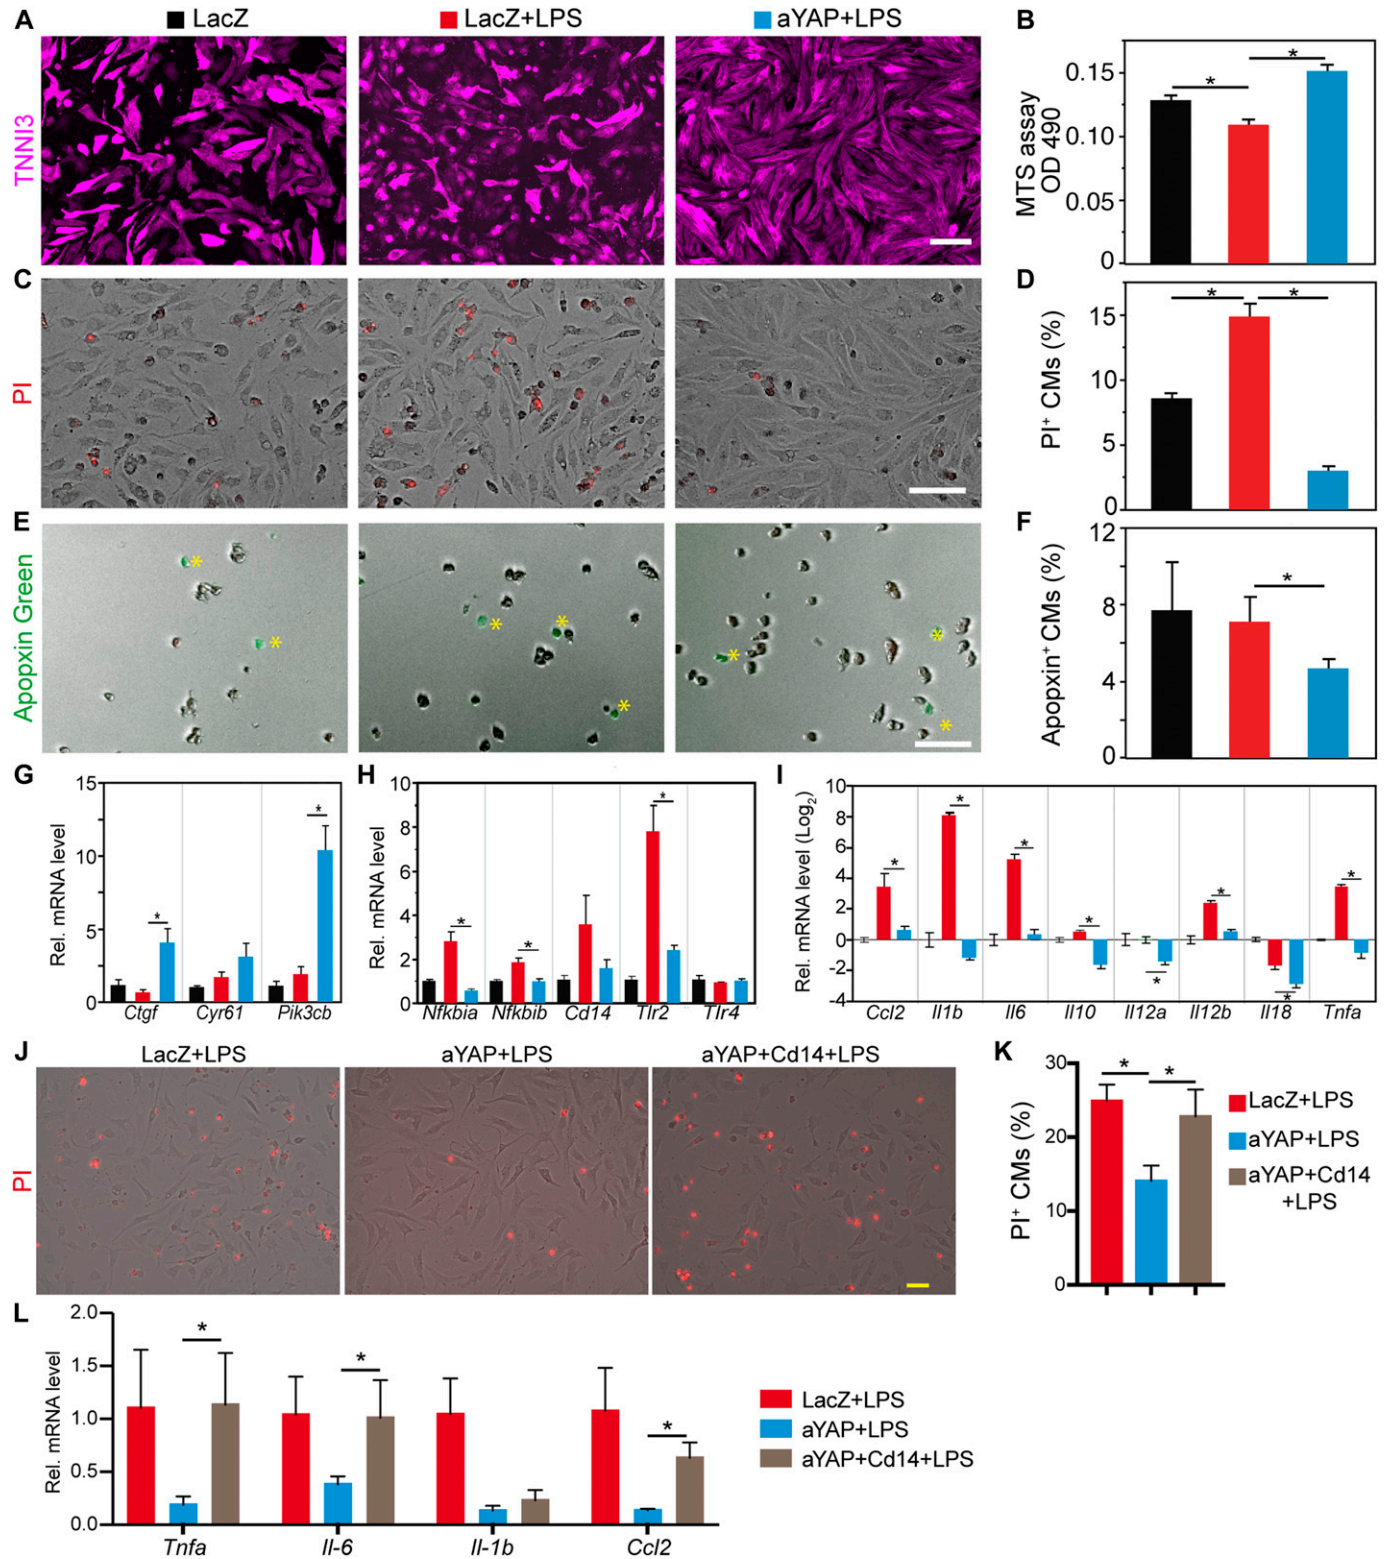 A
LacZ
LacZ+LPS
aYAP+LPS
TNNI3
B
MTS assay
OD 490
0.15
0.10
0.05
0
*
*
C
PI
D
PI+ CMs (%)
15
10
5
0
*
*
E
Apopxin Green
*
*
*
*
*
*
*
*
F
Apopxin+ CMs (%)
12
8
4
0
*
G
Rel. mRNA level
15
10
5
0
*
*
Ctgf
Cyr61
Pik3cb
H
Rel. mRNA level
10
8
6
4
2
0
*
*
*
Nfkbia
Nfkbib
Cd14
Tlr2
Tlr4
I
Rel. mRNA level (Log2)
10
8
6
4
2
0
-2
-4
*
*
*
*
*
*
*
*
Ccl2
Il1b
Il6
Il10
Il12a
Il12b
Il18
Tnfa
J
LacZ+LPS
aYAP+LPS
aYAP+Cd14+LPS
PI
K
PI+ CMs (%)
30
20
10
0
*
*
LacZ+LPS
aYAP+LPS
aYAP+Cd14
+LPS
L
Rel. mRNA level
2.0
1.5
1.0
0.5
0.0
*
*
*
Tnfa
Il-6
Il-1b
Ccl2
LacZ+LPS
aYAP+LPS
aYAP+Cd14+LPS